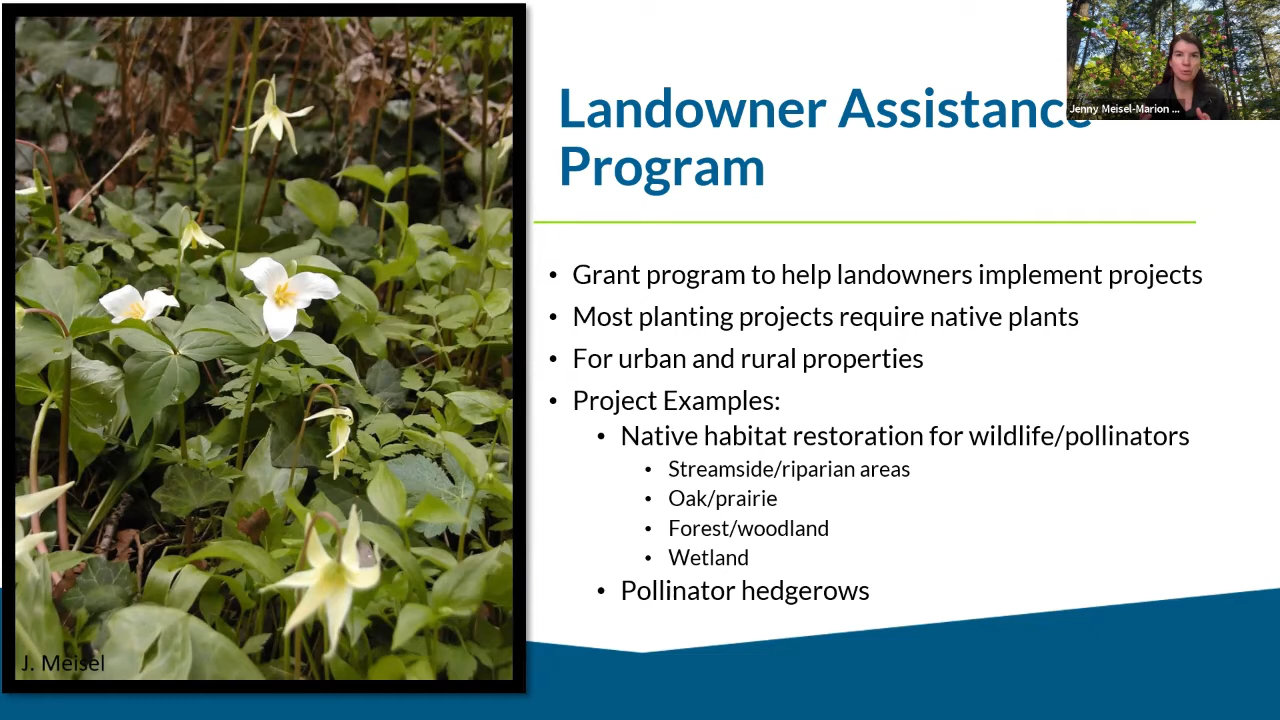 Landowner Assistance
Program
Jenny Meisel-Marion ...
• Grant program to help landowners implement projects
• Most planting projects require native plants
• For urban and rural properties
• Project Examples:
• Native habitat restoration for wildlife/pollinators
• Streamside/riparian areas
• Oak/prairie
• Forest/woodland
• Wetland
• Pollinator hedgerows
J. Meisel